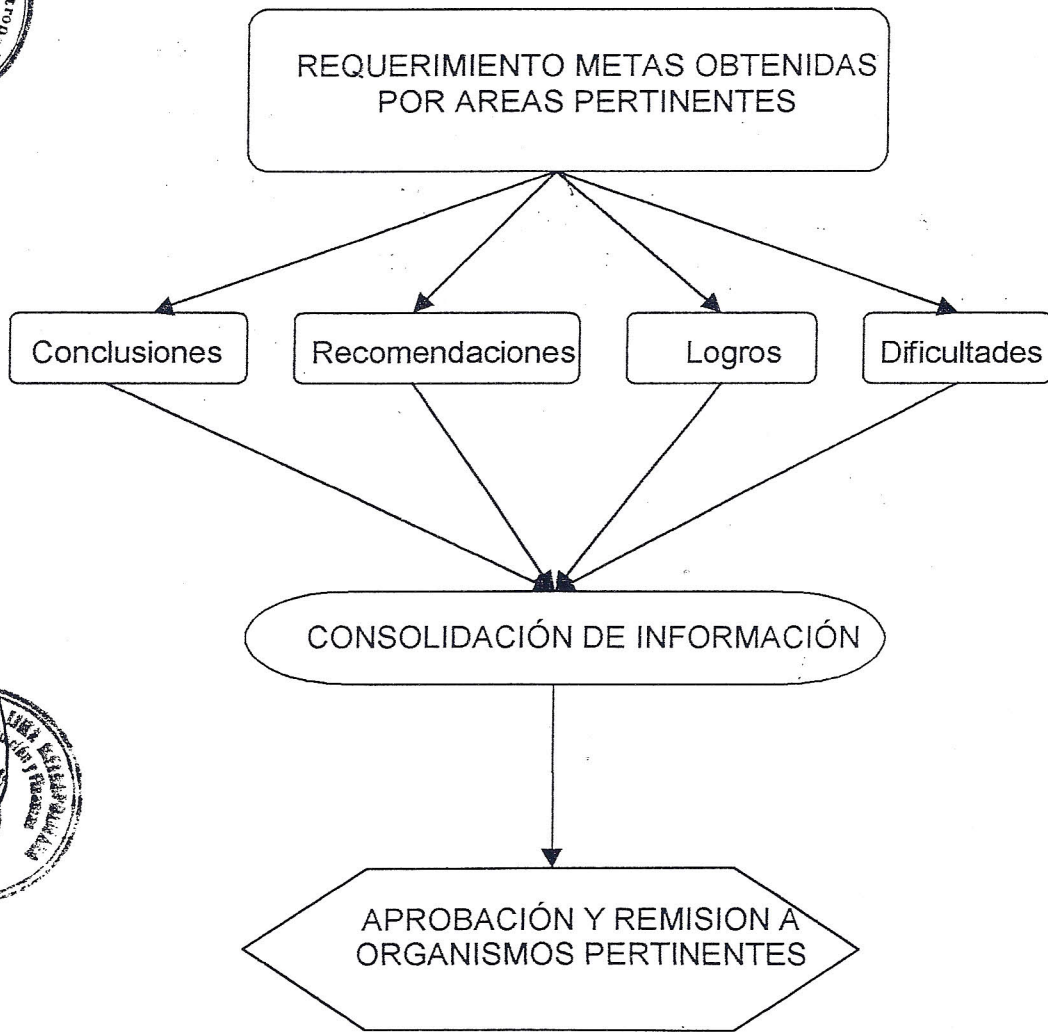 REQUERIMIENTO METAS OBTENIDAS
POR AREAS PERTINENTES
Conclusiones
Recomendaciones
Logros
Dificultades
CONSOLIDACIÓN DE INFORMACIÓN
APROBACIÓN Y REMISION A
ORGANISMOS PERTINENTES